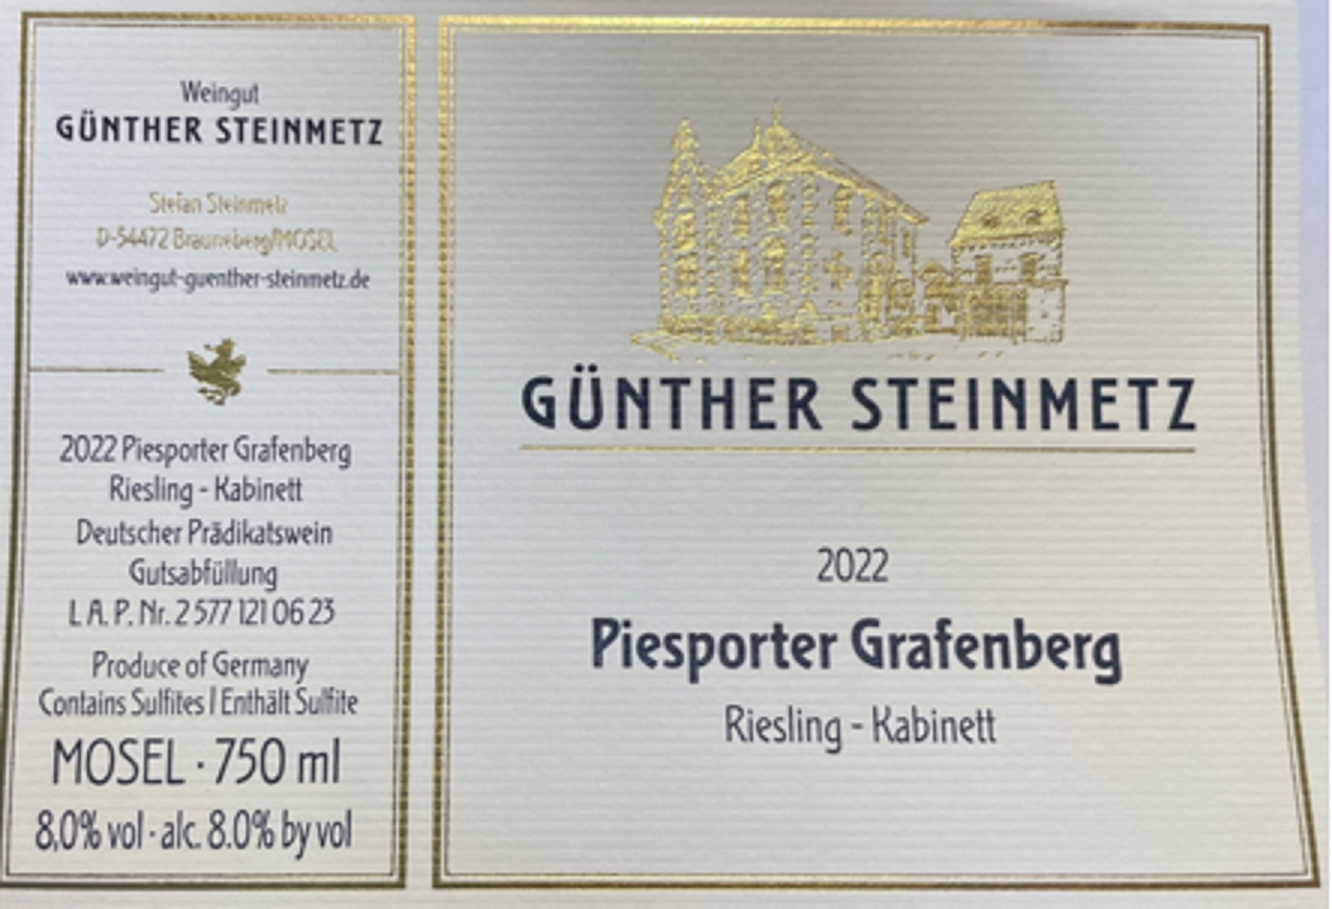 Weingut
GÜNTHER STEINMETZ
Stefan Steinmetz
D-54472 Brauneberg/MOSEL
www.weingut-guenther-steinmetz.de
2022 Piesporter Grafenberg
Riesling - Kabinett
Deutscher Prädikatswein
Gutsabfüllung
L A. P. Nr. 2 577 121 06 23
Produce of Germany
Contains Sulfites | Enthält Sulfite
MOSEL · 750 ml
8,0% vol · alc. 8.0% by vol
GÜNTHER STEINMETZ
2022
Piesporter Grafenberg
Riesling - Kabinett